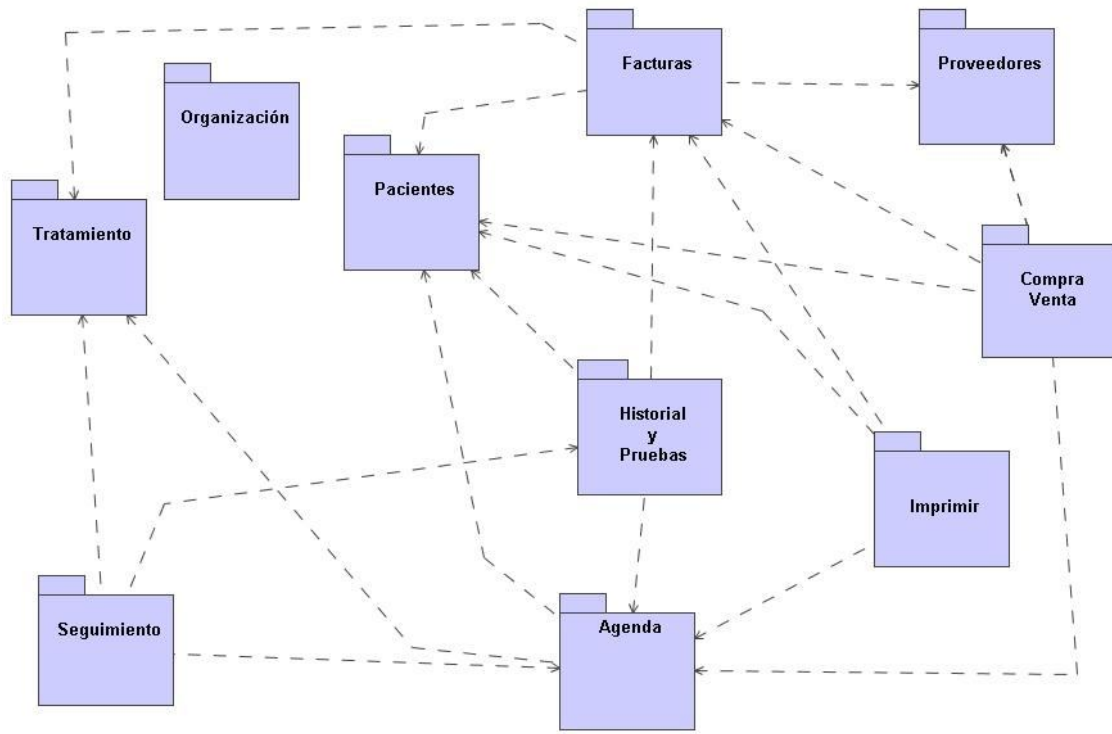 Facturas
Proveedores
Organización
Pacientes
Tratamiento
Compra
Venta
Historial
y
Pruebas
Imprimir
Seguimiento
Agenda